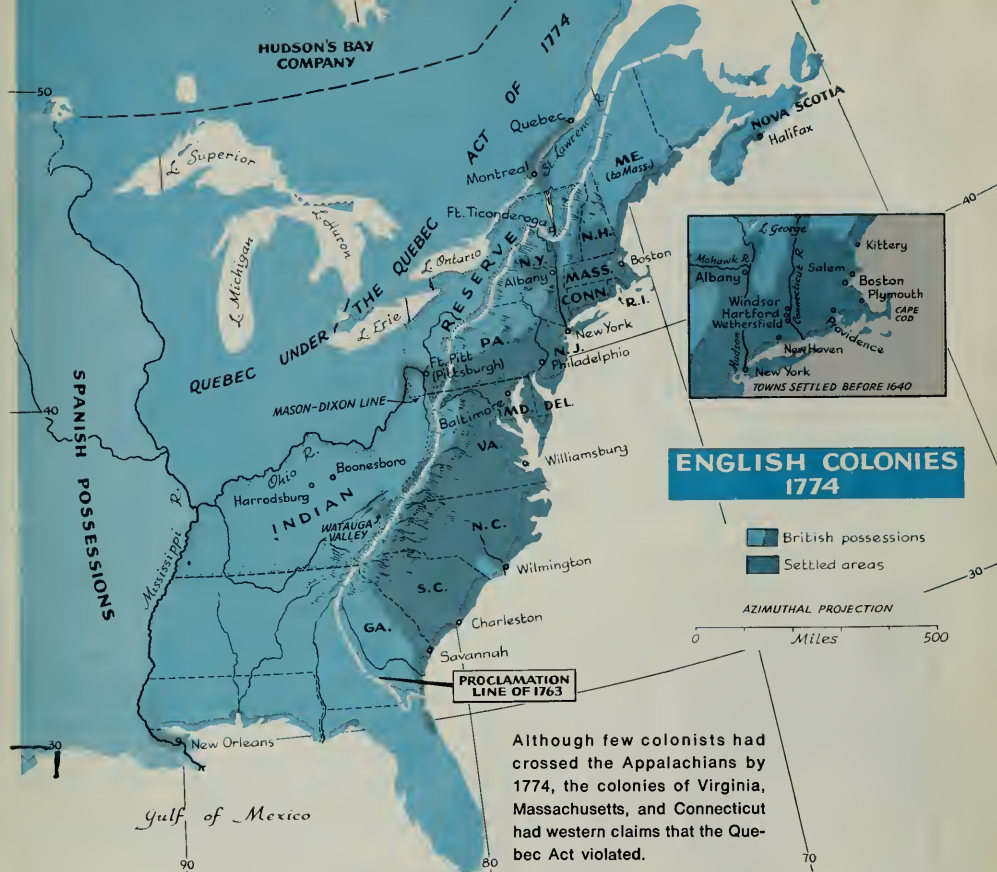 HUDSON'S BAY
COMPANY
50
QUEBEC UNDER THE QUEBEC ACT OF 1774
L. Superior
L. Michigan
L. Huron
L. Ontario
L. Erie
Quebec
St. Lawrence R.
Montreal
NOVA SCOTIA
Halifax
ME.
(to Mass.)
Ft. Ticonderoga
N.H.
N.Y.
Albany
MASS.
Boston
CONN.
R.I.
New York
PA.
N.J.
Ft. Pitt
(Pittsburgh)
Philadelphia
MASON-DIXON LINE
Baltimore
MD.
DEL.
VA.
Williamsburg
INDIAN RESERVE
Ohio R.
Boonesboro
Harrodsburg
WATAUGA
VALLEY
N.C.
Wilmington
S.C.
Charleston
GA.
Savannah
PROCLAMATION
LINE OF 1763
SPANISH POSSESSIONS
Mississippi R.
New Orleans
Gulf of Mexico
40
30
90
80
70
40
30
L. George
Kittery
Mohawk R.
Albany
Connecticut R.
Salem
Boston
Plymouth
CAPE
COD
Windsor
Hartford
Wethersfield
Providence
Hudson R.
New Haven
New York
TOWNS SETTLED BEFORE 1640
ENGLISH COLONIES
1774
British possessions
Settled areas
AZIMUTHAL PROJECTION
0 Miles 500
Although few colonists had
crossed the Appalachians by
1774, the colonies of Virginia,
Massachusetts, and Connecticut
had western claims that the Que-
bec Act violated.